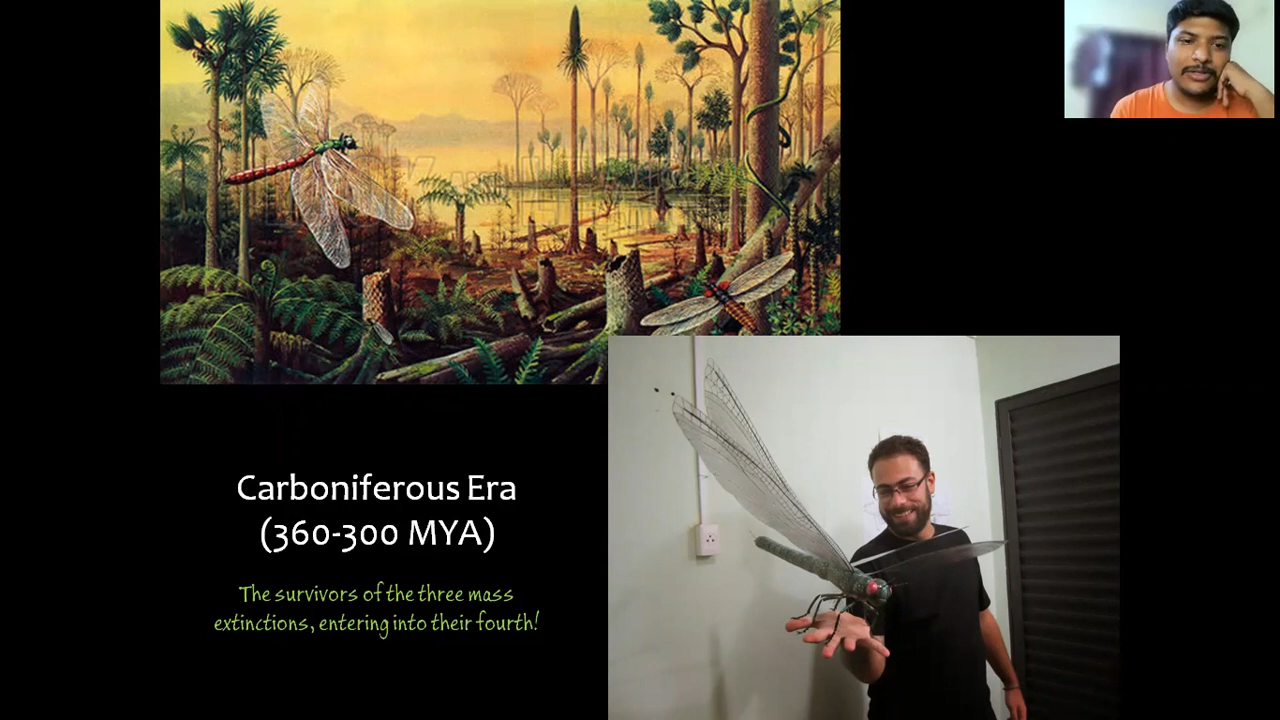 Carboniferous Era
(360-300 MYA)
The survivors of the three mass
extinctions, entering into their fourth!